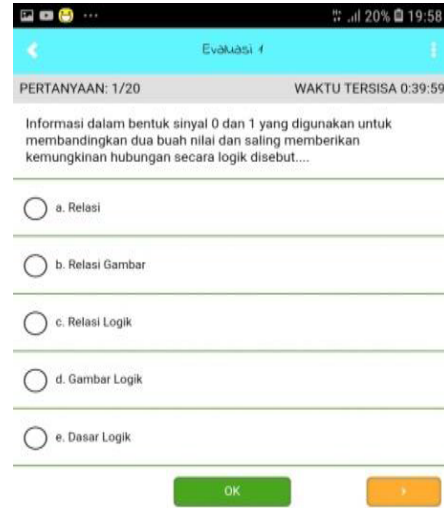 20% 19:58
Evaluasi 1
PERTANYAAN: 1/20 WAKTU TERSISA 0:39:59
Informasi dalam bentuk sinyal 0 dan 1 yang digunakan untuk
membandingkan dua buah nilai dan saling memberikan
kemungkinan hubungan secara logik disebut....
a. Relasi
b. Relasi Gambar
c. Relasi Logik
d. Gambar Logik
e. Dasar Logik
OK